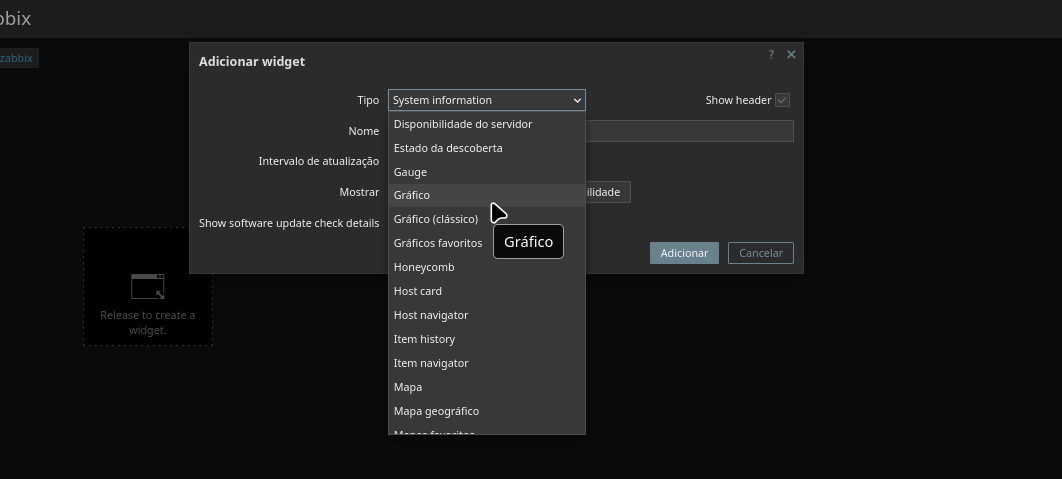 bbix
zabbix
Adicionar widget
?
Tipo
System information
Show header
Nome
Intervalo de atualização
Mostrar
ilidade
Show software update check details
Disponibilidade do servidor
Estado da descoberta
Gauge
Gráfico
Gráfico (clássico)
Gráficos favoritos
Honeycomb
Host card
Host navigator
Item history
Item navigator
Mapa
Mapa geográfico
Gráfico
Adicionar
Cancelar
Release to create a
widget.